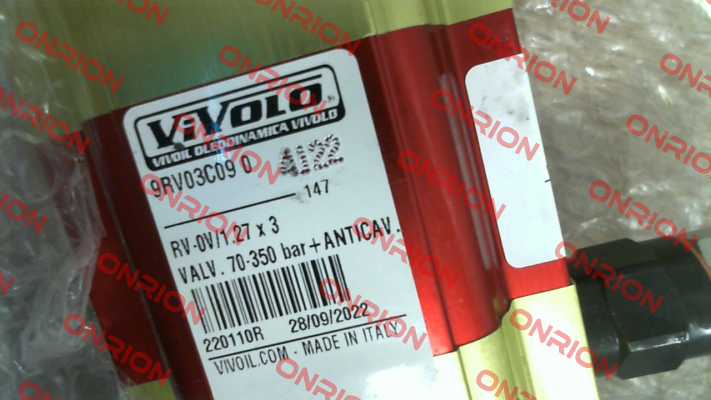 ViVOLO®
VIVOIL OLEODINAMICA VIVOLO
9RV03C09 0 4122
147
RV-0V/1.27 x 3
VALV. 70-350 bar+ANTICAV.
220110R 28/09/2022
VIVOIL.COM - MADE IN ITALY
ONRION